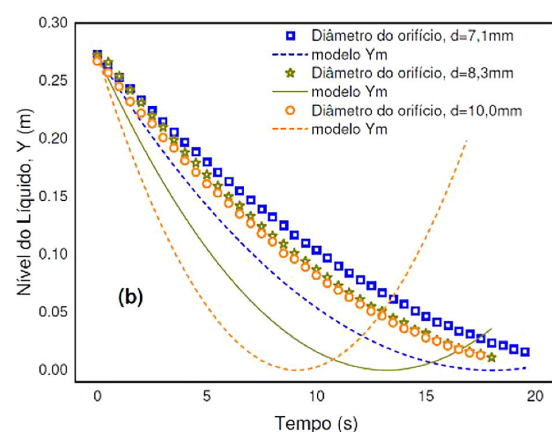 0.30
0.25
0.20
0.15
0.10
0.05
0.00
Nível do Líquido, Y (m)
Diâmetro do orifício, d=7,1mm
modelo Ym
Diâmetro do orifício, d=8,3mm
modelo Ym
Diâmetro do orifício, d=10,0mm
modelo Ym
(b)
0 5 10 15 20
Tempo (s)